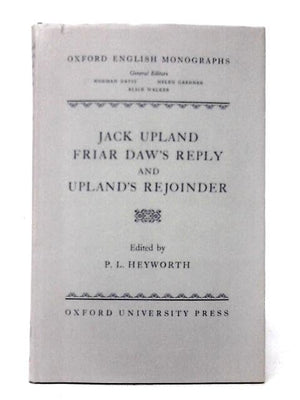 OXFORD ENGLISH MONOGRAPHS
General Editors
NORMAN DAVIS HELEN GARDNER
ALICE WALKER
JACK UPLAND
FRIAR DAW'S REPLY
AND
UPLAND'S REJOINDER
Edited by
P. L. HEYWORTH
OXFORD UNIVERSITY PRESS